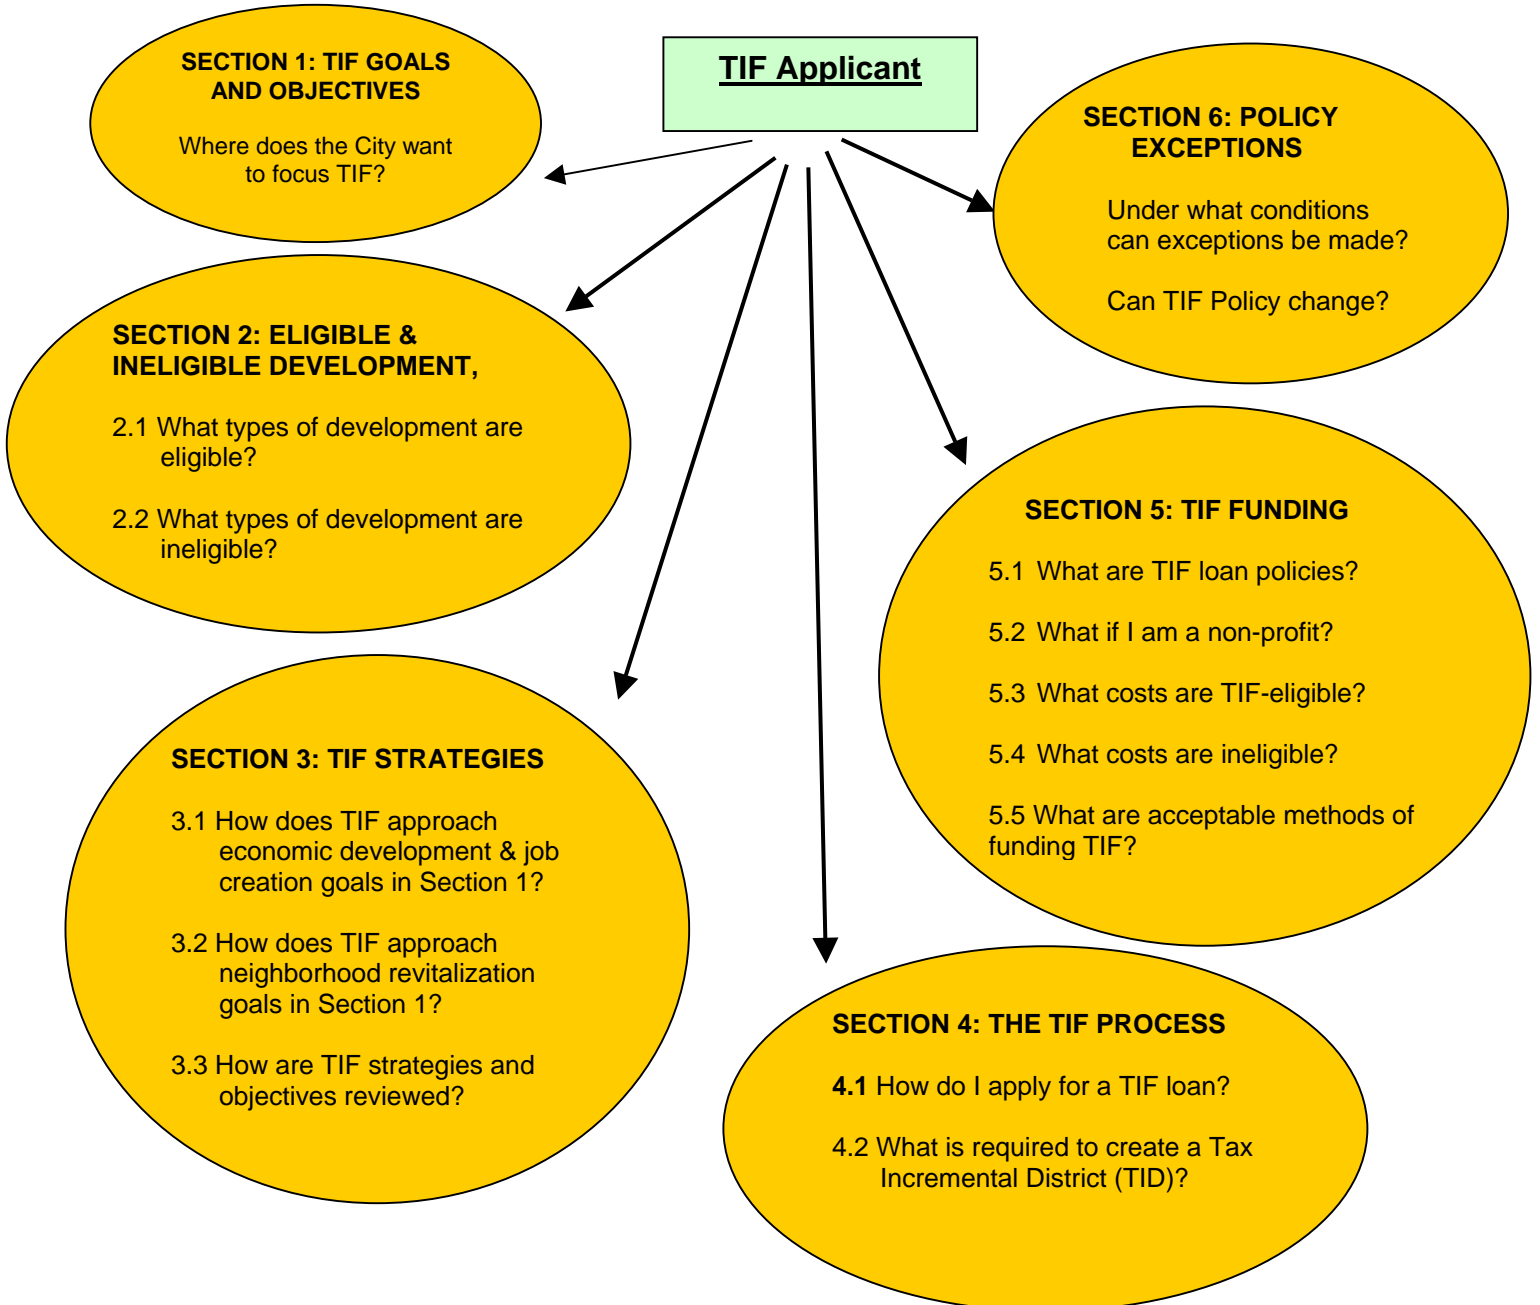 TIF Applicant
SECTION 1: TIF GOALS
AND OBJECTIVES
Where does the City want
to focus TIF?
SECTION 2: ELIGIBLE &
INELIGIBLE DEVELOPMENT,
2.1 What types of development are
eligible?
2.2 What types of development are
ineligible?
SECTION 3: TIF STRATEGIES
3.1 How does TIF approach
economic development & job
creation goals in Section 1?
3.2 How does TIF approach
neighborhood revitalization
goals in Section 1?
3.3 How are TIF strategies and
objectives reviewed?
SECTION 4: THE TIF PROCESS
4.1 How do I apply for a TIF loan?
4.2 What is required to create a Tax
Incremental District (TID)?
SECTION 5: TIF FUNDING
5.1 What are TIF loan policies?
5.2 What if I am a non-profit?
5.3 What costs are TIF-eligible?
5.4 What costs are ineligible?
5.5 What are acceptable methods of
funding TIF?
SECTION 6: POLICY
EXCEPTIONS
Under what conditions
can exceptions be made?
Can TIF Policy change?